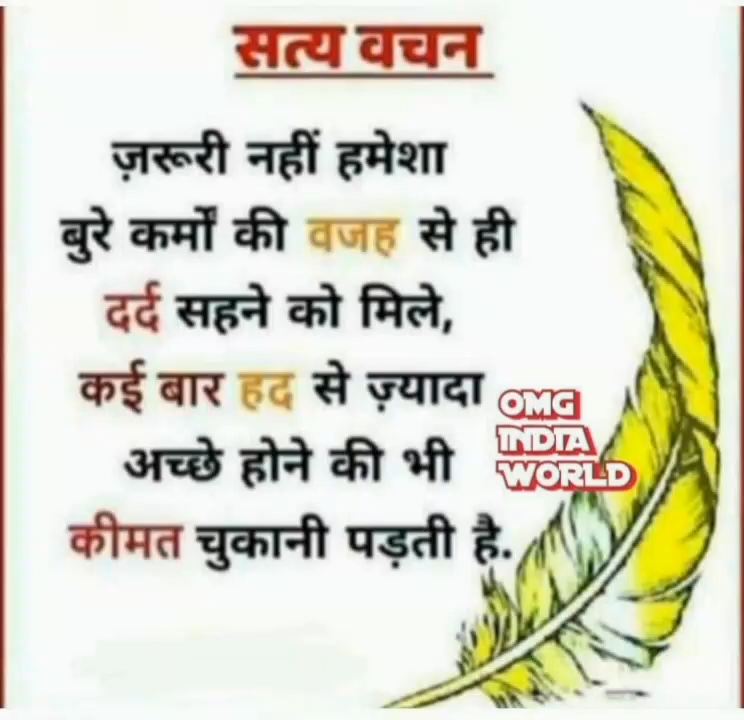 सत्य वचन
ज़रूरी नहीं हमेशा
बुरे कर्मों की वजह से ही
दर्द सहने को मिले,
कई बार हद से ज़्यादा
अच्छे होने की भी
कीमत चुकानी पड़ती है.
OMG
INDIA
WORLD